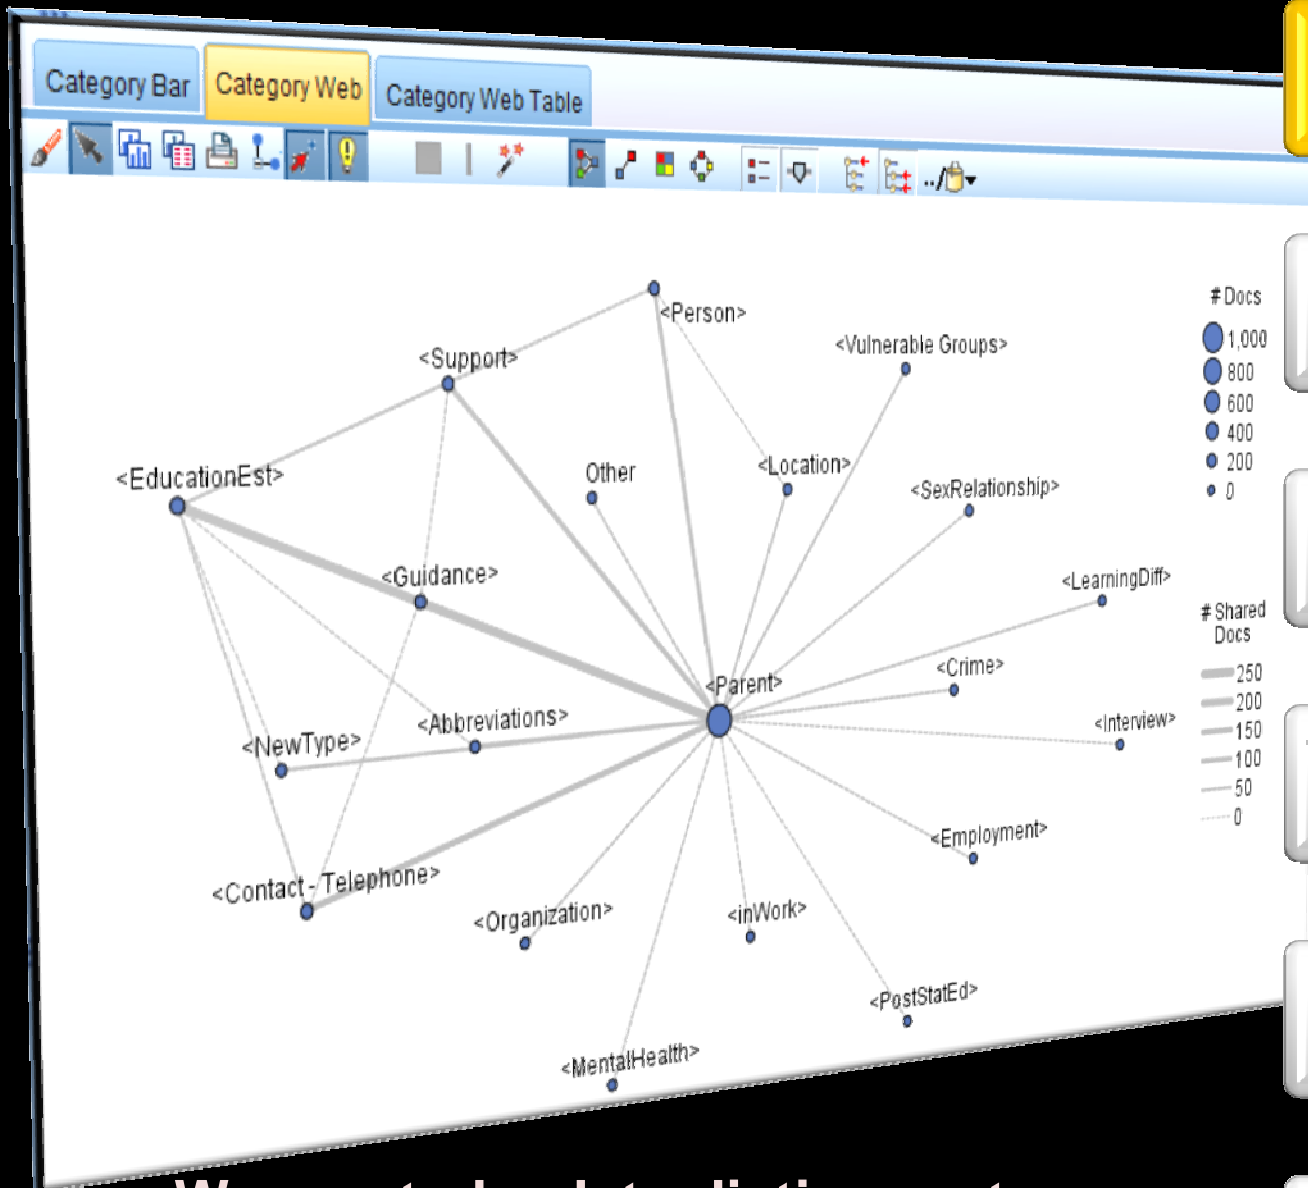 Category Bar
Category Web
Category Web Table
<Person>
<Vulnerable Groups>
<Support>
<Location>
Other
<EducationEst>
<SexRelationship>
<Guidance>
<LearningDiff>
<Crime>
<Parent>
<Abbreviations>
<Interview>
<NewType>
<Employment>
<Contact - Telephone>
<Organization>
<inWork>
<PostStatEd>
<MentalHealth>
# Docs
1,000
800
600
400
200
0
# Shared
Docs
250
200
150
100
50
0